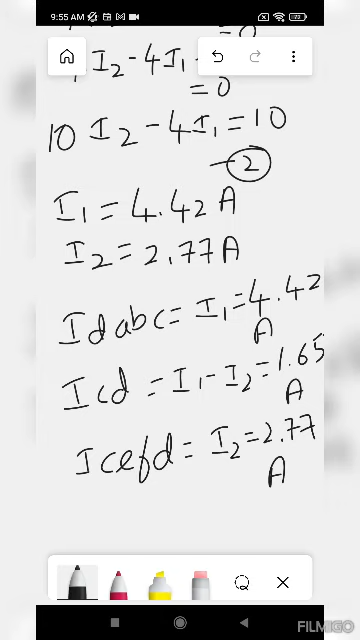 9:55 AM
= 0
I2 - 4I1
= 0
10 I2 - 4I1 = 10
- 2
I1 = 4.42 A
I2 = 2.77 A
Idabc = I1 = 4.42
A
Icd = I1 - I2 = 1.65
A
Icefd = I2 = 2.77
A
FILMIGO